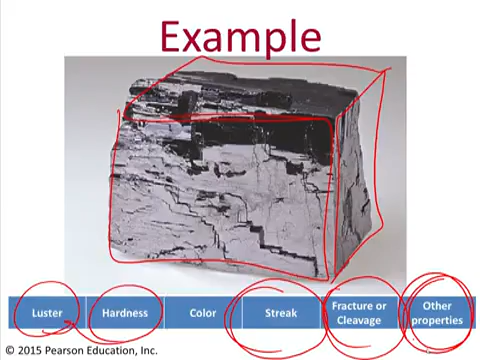 Example
Luster
Hardness
Color
Streak
Fracture or
Cleavage
Other
properties
© 2015 Pearson Education, Inc.